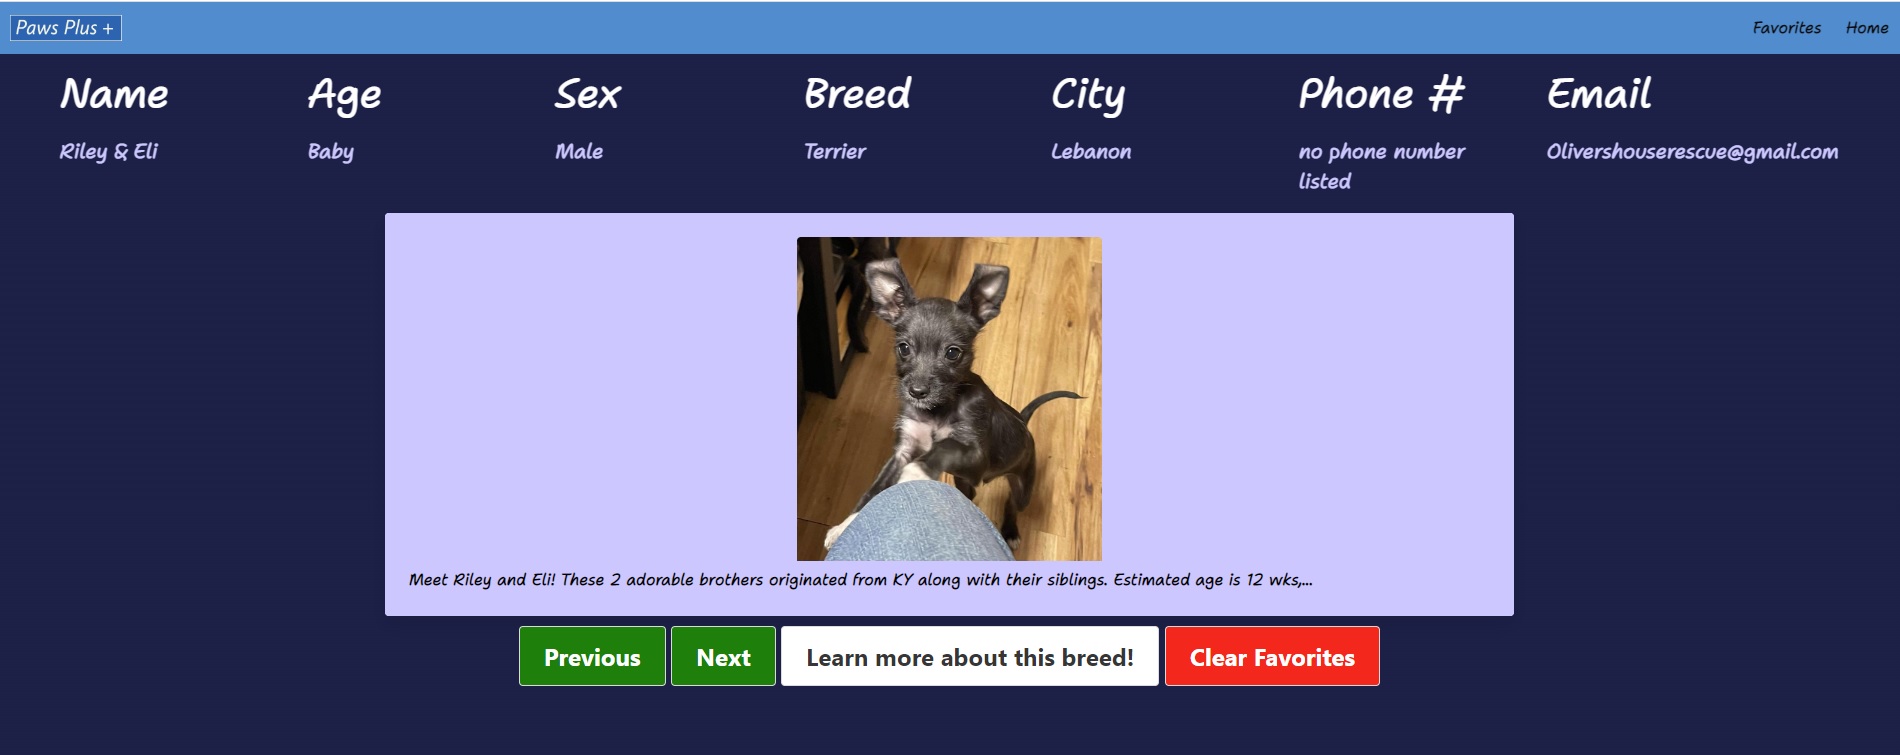 Paws Plus +
Favorites
Home
Name
Age
Sex
Breed
City
Phone #
Email
Riley & Eli
Baby
Male
Terrier
Lebanon
no phone number
listed
Olivershouserescue@gmail.com
Meet Riley and Eli! These 2 adorable brothers originated from KY along with their siblings. Estimated age is 12 wks,...
Previous
Next
Learn more about this breed!
Clear Favorites